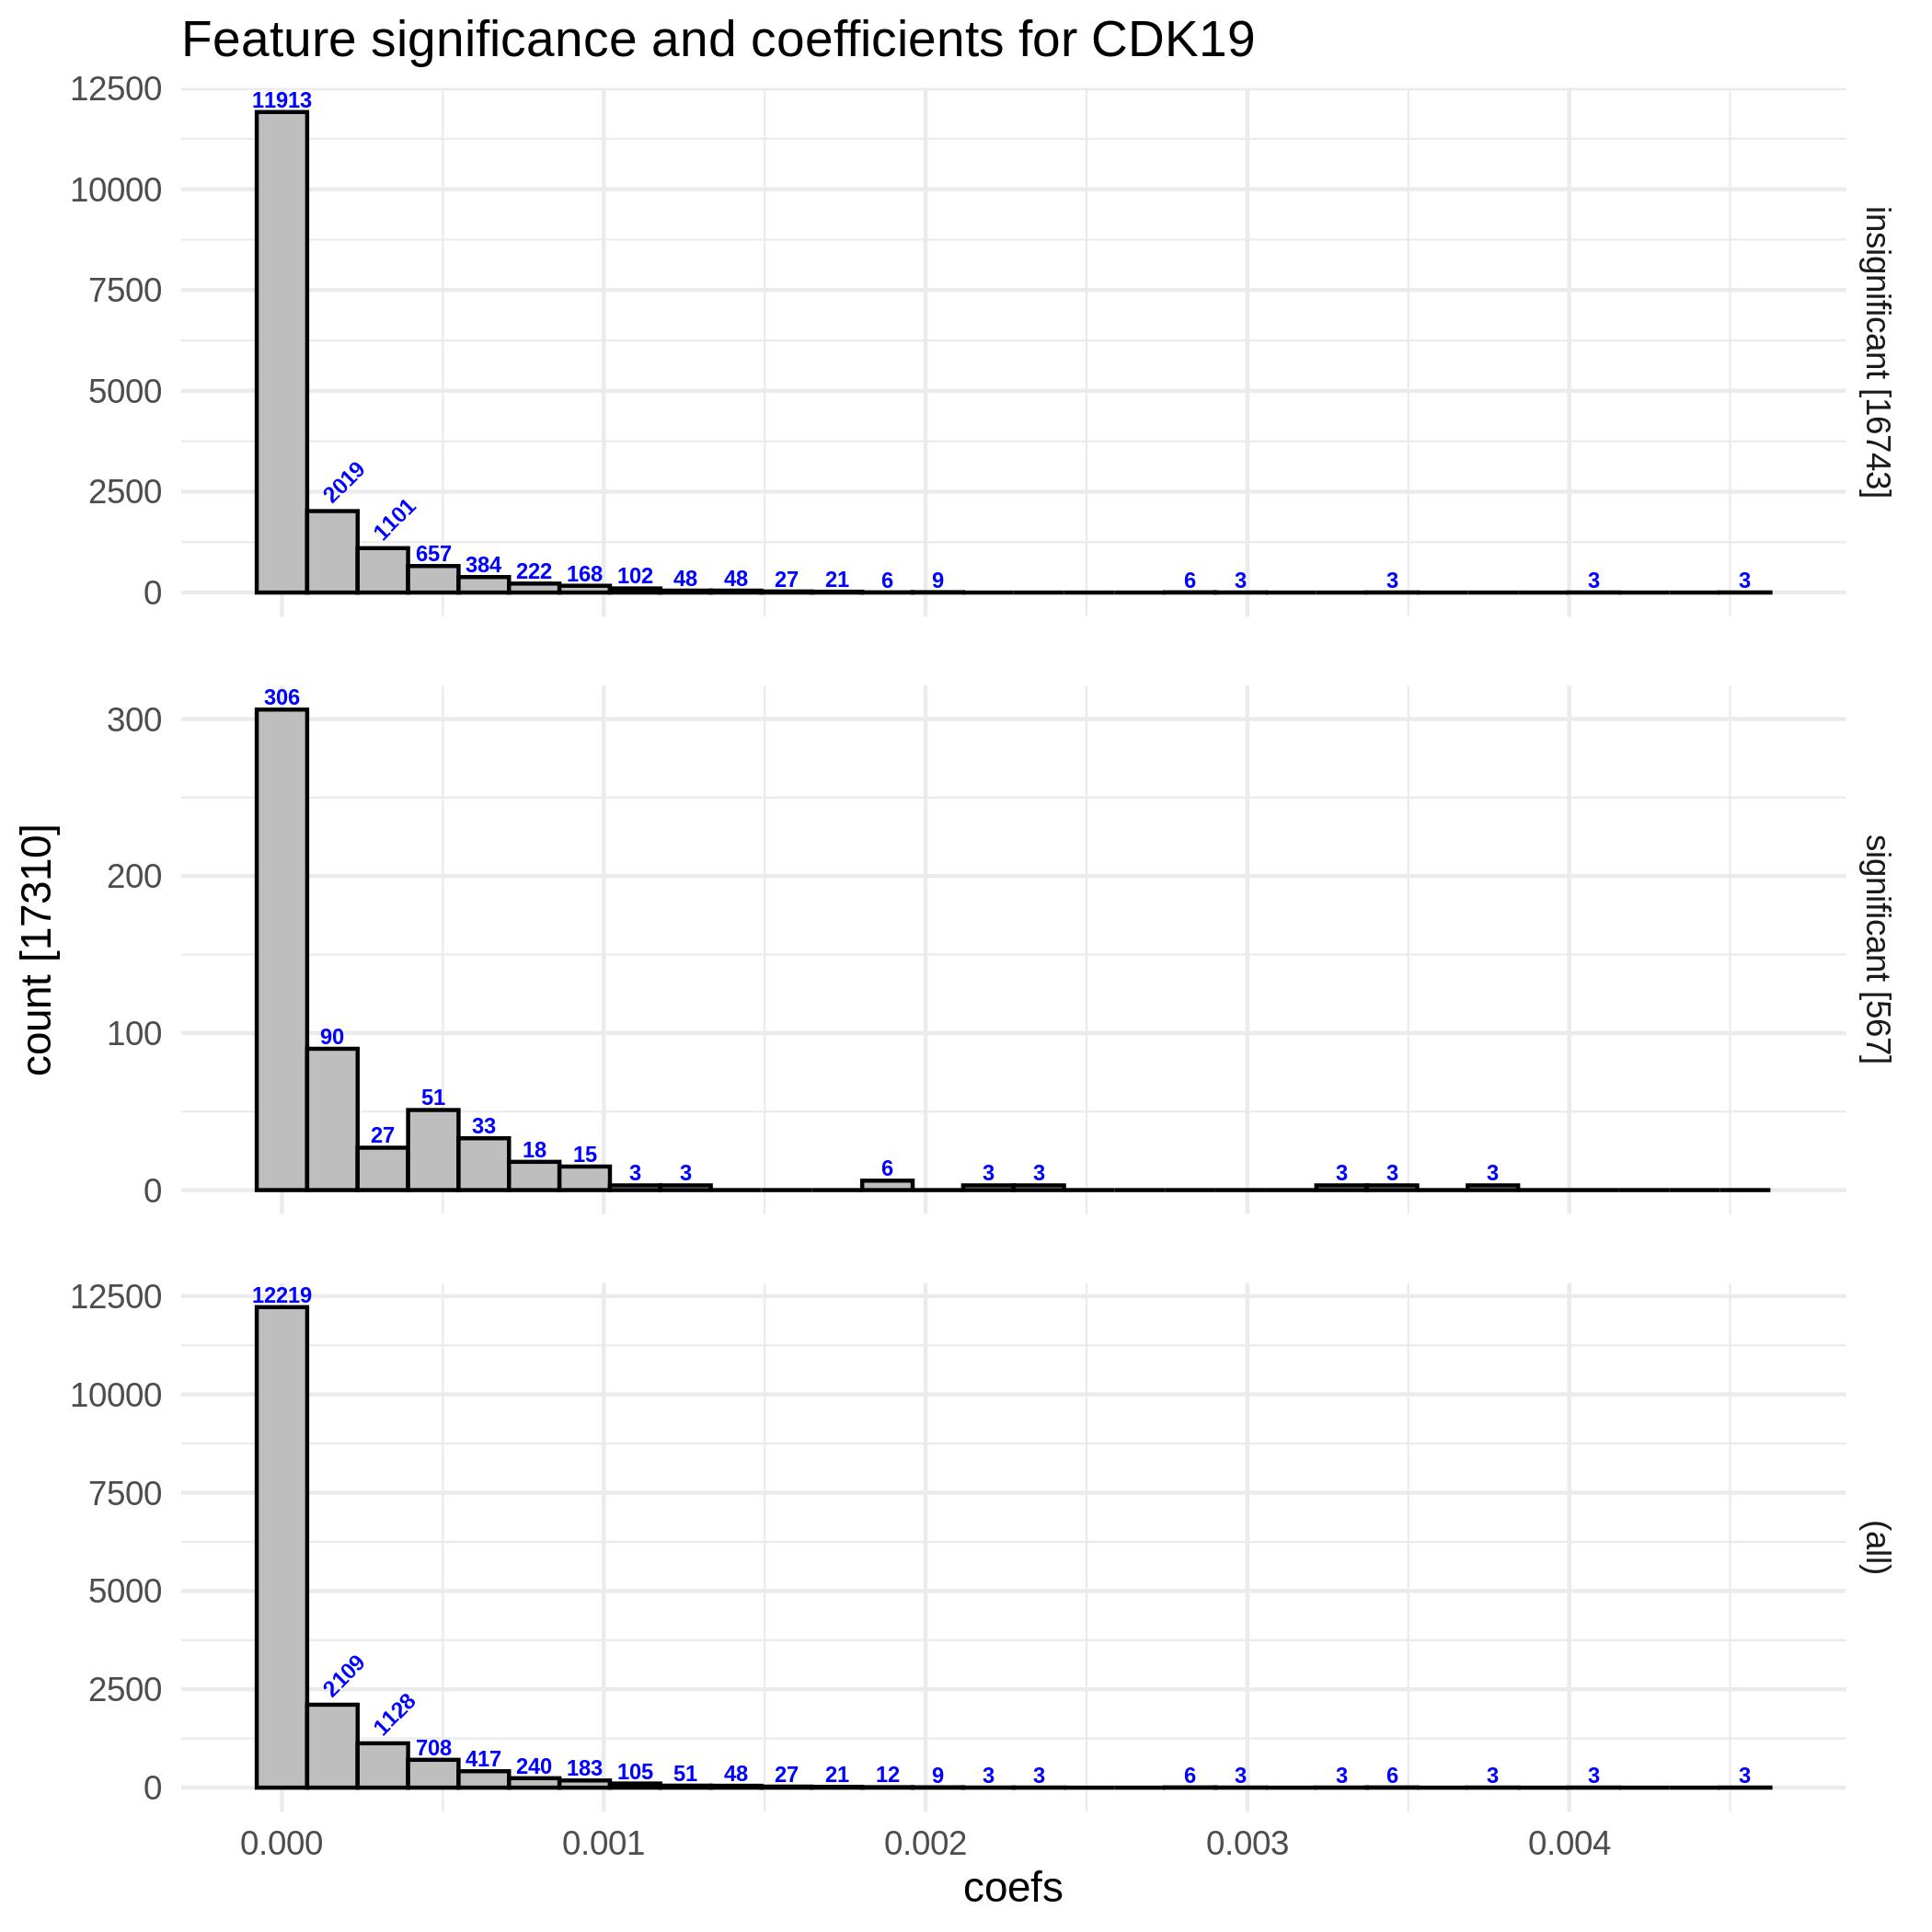 Feature significance and coefficients for CDK19
12500
10000
7500
5000
2500
0
11913
2019
1101
657 384 222 168 102 48 48 27 21 6 9 6 3 3 3 3
insignificant [16743]
count [17310]
300
200
100
0
306
90
27
51
33
18
15
3 3 6 3 3 3 3 3
significant [567]
12500
10000
7500
5000
2500
0
12219
2109
1128
708 417 240 183 105 51 48 27 21 12 9 3 3 6 3 3 6 3 3 3
(all)
0.000 0.001 0.002 0.003 0.004
coefs